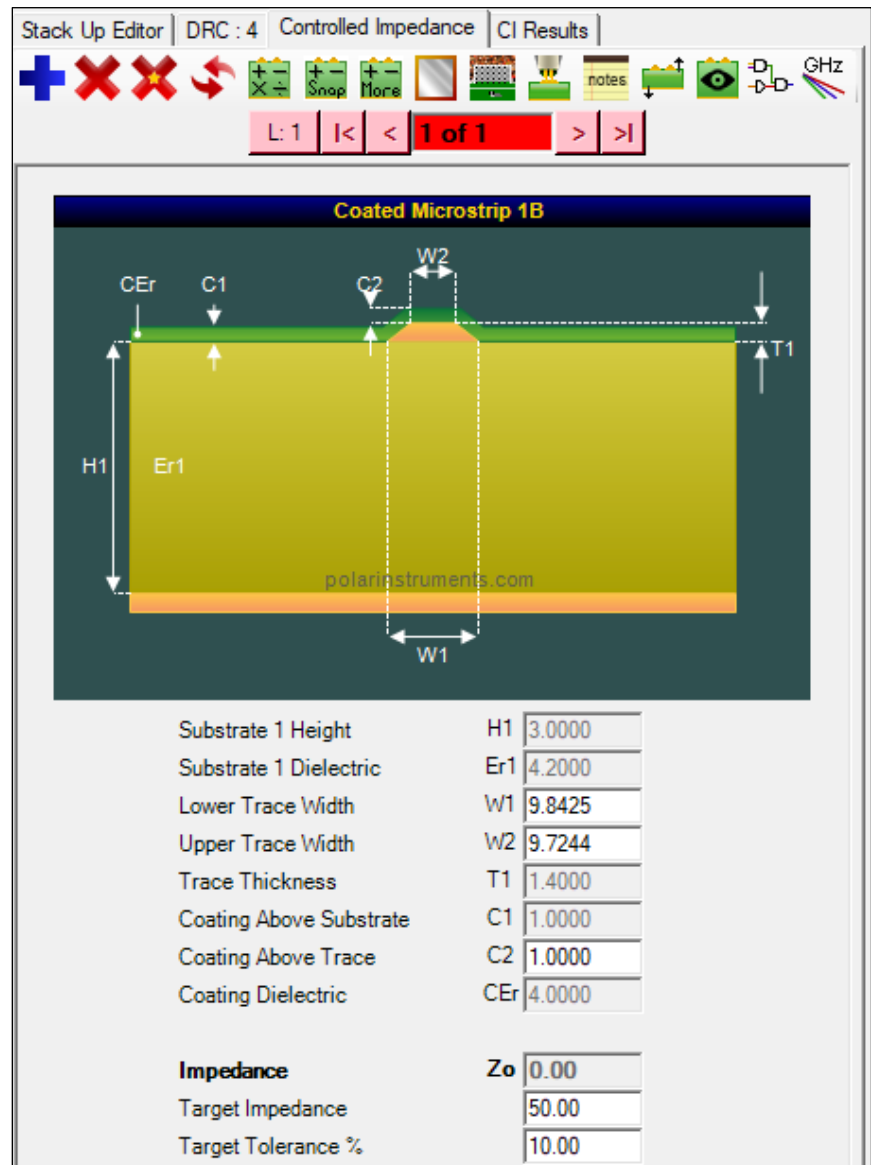 Stack Up Editor DRC : 4 Controlled Impedance CI Results
+ - × ÷ + - Snap + - More notes GHz
L: 1 |< < 1 of 1 > >|
Coated Microstrip 1B
W2
CEr C1 C2
T1
H1 Er1
polarinstruments.com
W1
Substrate 1 Height H1 3.0000
Substrate 1 Dielectric Er1 4.2000
Lower Trace Width W1 9.8425
Upper Trace Width W2 9.7244
Trace Thickness T1 1.4000
Coating Above Substrate C1 1.0000
Coating Above Trace C2 1.0000
Coating Dielectric CEr 4.0000
Impedance Zo 0.00
Target Impedance 50.00
Target Tolerance % 10.00